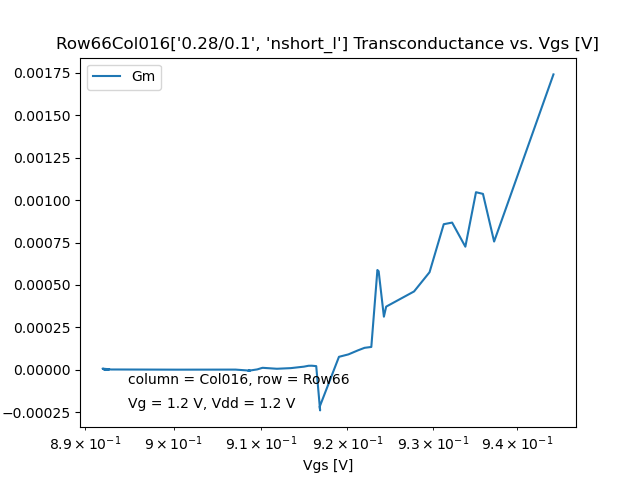 Row66Col016['0.28/0.1', 'nshort_l'] Transconductance vs. Vgs [V]
Gm
0.00175
0.00150
0.00125
0.00100
0.00075
0.00050
0.00025
0.00000
−0.00025
column = Col016, row = Row66
Vg = 1.2 V, Vdd = 1.2 V
8.9 × 10⁻¹ 9 × 10⁻¹ 9.1 × 10⁻¹ 9.2 × 10⁻¹ 9.3 × 10⁻¹ 9.4 × 10⁻¹
Vgs [V]